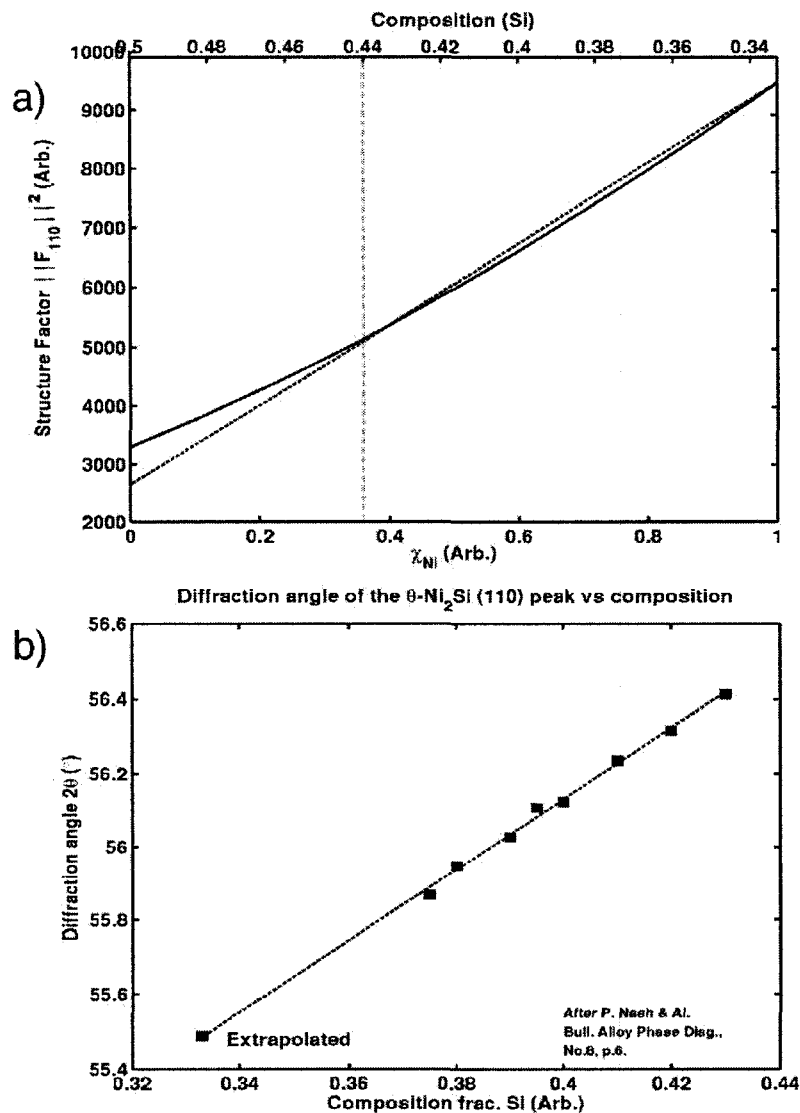 Composition (Si)
0.5 0.48 0.46 0.44 0.42 0.4 0.38 0.36 0.34
a)
10000
9000
8000
7000
6000
5000
4000
3000
2000
Structure Factor ||F110||² (Arb.)
0 0.2 0.4 0.6 0.8 1
χNi (Arb.)
Diffraction angle of the θ-Ni2Si (110) peak vs composition
b)
56.6
56.4
56.2
56
55.8
55.6
55.4
Diffraction angle 2θ (°)
Extrapolated
After P. Nash & Al.
Bull. Alloy Phase Diag.,
No.8, p.6.
0.32 0.34 0.36 0.38 0.4 0.42 0.44
Composition frac. Si (Arb.)